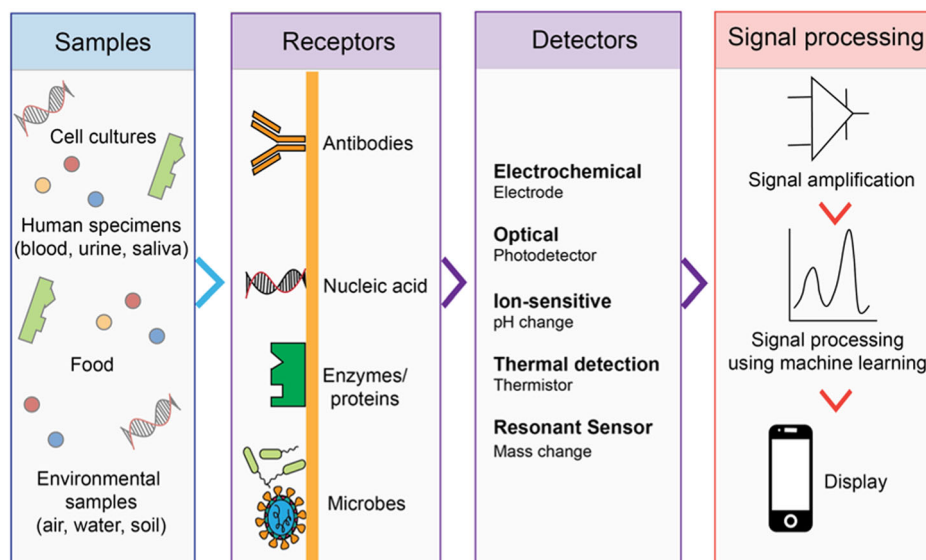 Samples
Cell cultures
Human specimens
(blood, urine, saliva)
Food
Environmental
samples
(air, water, soil)
Receptors
Antibodies
Nucleic acid
Enzymes/
proteins
Microbes
Detectors
Electrochemical
Electrode
Optical
Photodetector
Ion-sensitive
pH change
Thermal detection
Thermistor
Resonant Sensor
Mass change
Signal processing
Signal amplification
Signal processing
using machine learning
Display